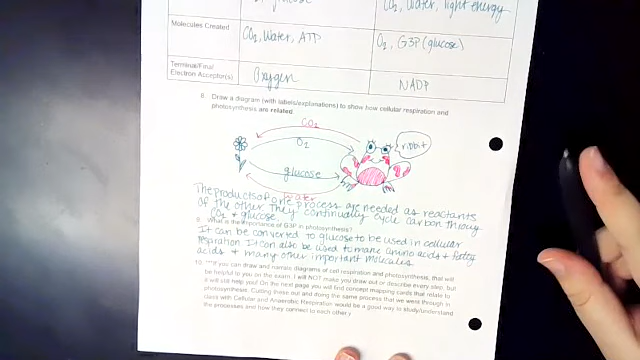 CO2, Water, light energy
Molecules Created
CO2, Water, ATP
O2, G3P (glucose)
Terminal/Final
Electron Acceptor(s)
Oxygen
NADP
8. Draw a diagram (with labels/explanations) to show how cellular respiration and
photosynthesis are related.
CO2
O2
ribbit
glucose
water
The products of one process are needed as reactants
of the other. They continually cycle carbon throug
CO2 + glucose.
9. What is the importance of G3P in photosynthesis?
It can be converted to glucose to be used in cellular
respiration. It can also be used to make amino acids + fatty
acids + many other important molecules.
10. If you can draw and narrate diagrams of cell respiration and photosynthesis, that will
be helpful to you on the exam. I will NOT make you draw out or describe every step, but
it will still help you! On the next page you will find concept mapping cards that relate to
photosynthesis. Cutting these out and doing the same process that we went through in
class with Cellular and Anaerobic Respiration would be a good way to study/understand
the processes and how they connect to each other